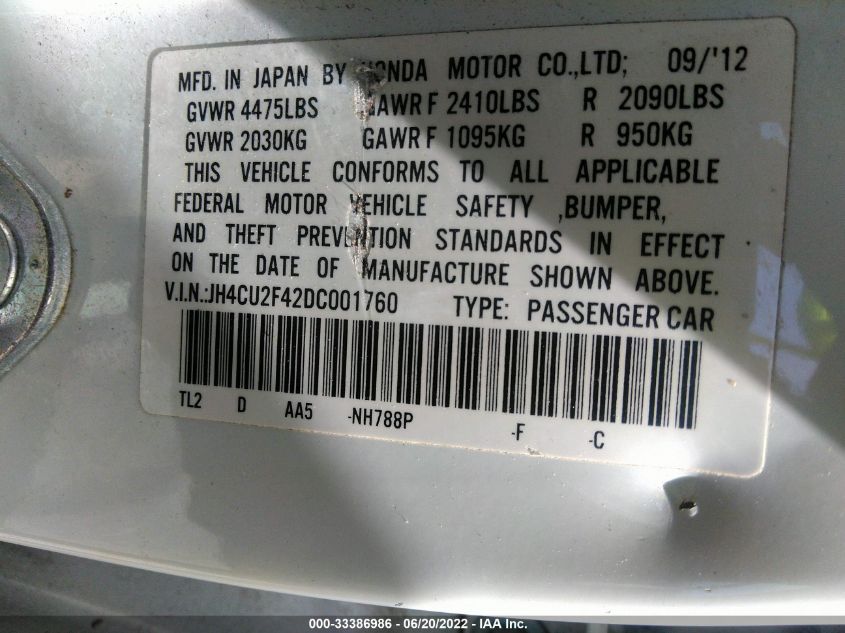 MFD. IN JAPAN BY HONDA MOTOR CO.,LTD; 09/'12
GVWR 4475LBS GAWR F 2410LBS R 2090LBS
GVWR 2030KG GAWR F 1095KG R 950KG
THIS VEHICLE CONFORMS TO ALL APPLICABLE
FEDERAL MOTOR VEHICLE SAFETY ,BUMPER,
AND THEFT PREVENTION STANDARDS IN EFFECT
ON THE DATE OF MANUFACTURE SHOWN ABOVE.
V.I.N.:JH4CU2F42DC001760 TYPE: PASSENGER CAR
TL2 D AA5 -NH788P -F -C
000-33386986 - 06/20/2022 - IAA Inc.